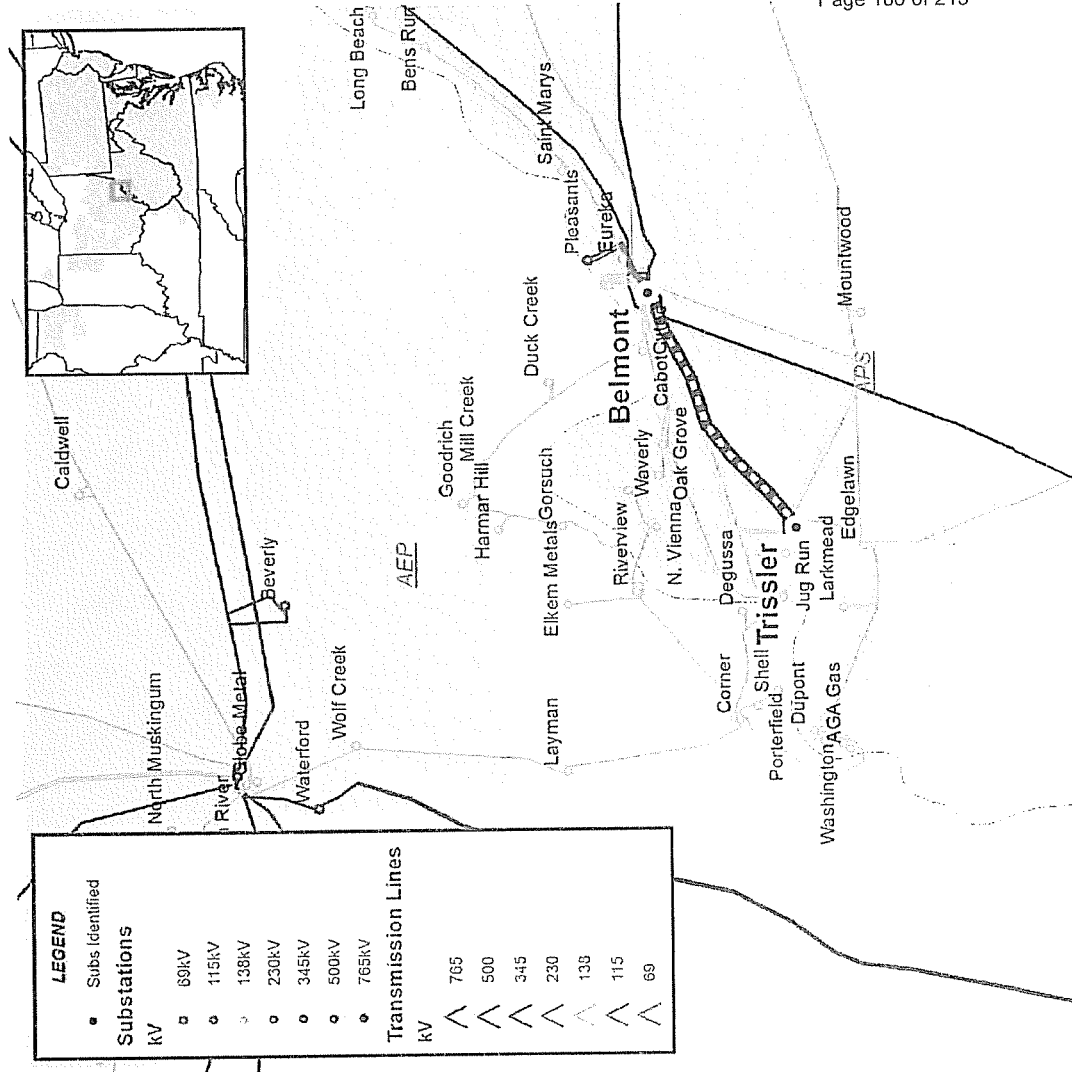 Page 180 of 213
LEGEND
Subs Identified
Substations
kV
69kV
115kV
138kV
230kV
345kV
500kV
765kV
Transmission Lines
kV
765
500
345
230
138
115
69
Caldwell
Beverly
North Muskingum
Globe Metal
River
Waterford
Wolf Creek
AEP
Long Beach
Bens Run
Saint Marys
Pleasants
Eureka
Duck Creek
Goodrich
Mill Creek
Harmar Hill
Gorsuch
Elkem Metals
Layman
Belmont
Waverly
Oak Grove
Riverview
N. Vienna
Degussa
Corner
Shell
Trissler
Jug Run
Larkmead
Edgelawn
Porterfield
Dupont
AGA Gas
Washington
Mountwood
APS